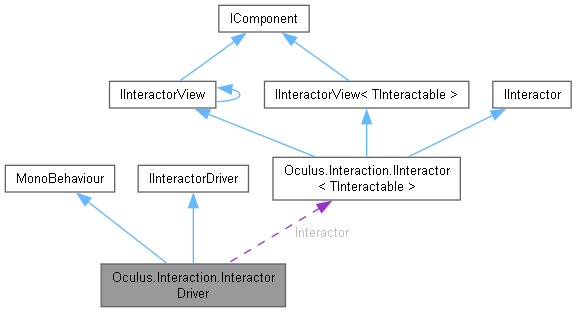 IComponent
IInteractorView
IInteractorView< TInteractable >
IInteractor
MonoBehaviour
IInteractorDriver
Oculus.Interaction.IInteractor
< TInteractable >
Interactor
Oculus.Interaction.Interactor
Driver